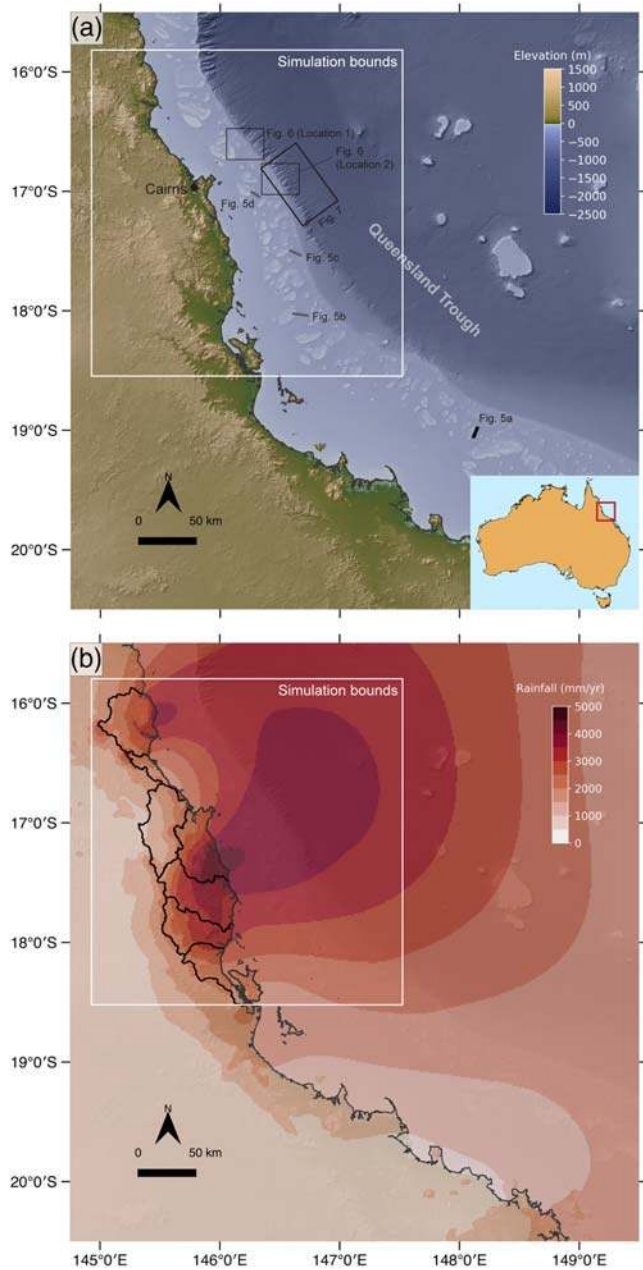 (a)
16°0'S
17°0'S
18°0'S
19°0'S
20°0'S
Simulation bounds
Elevation (m)
1500
1000
500
0
−500
−1000
−1500
−2000
−2500
Fig. 6 (Location 1)
Fig. 6
(Location 2)
Cairns
Fig. 5d
Fig. 7
Fig. 5c
Queensland Trough
Fig. 5b
Fig. 5a
N
0 50 km
(b)
16°0'S
17°0'S
18°0'S
19°0'S
20°0'S
Simulation bounds
Rainfall (mm/yr)
5000
4000
3000
2000
1000
0
N
0 50 km
145°0'E 146°0'E 147°0'E 148°0'E 149°0'E